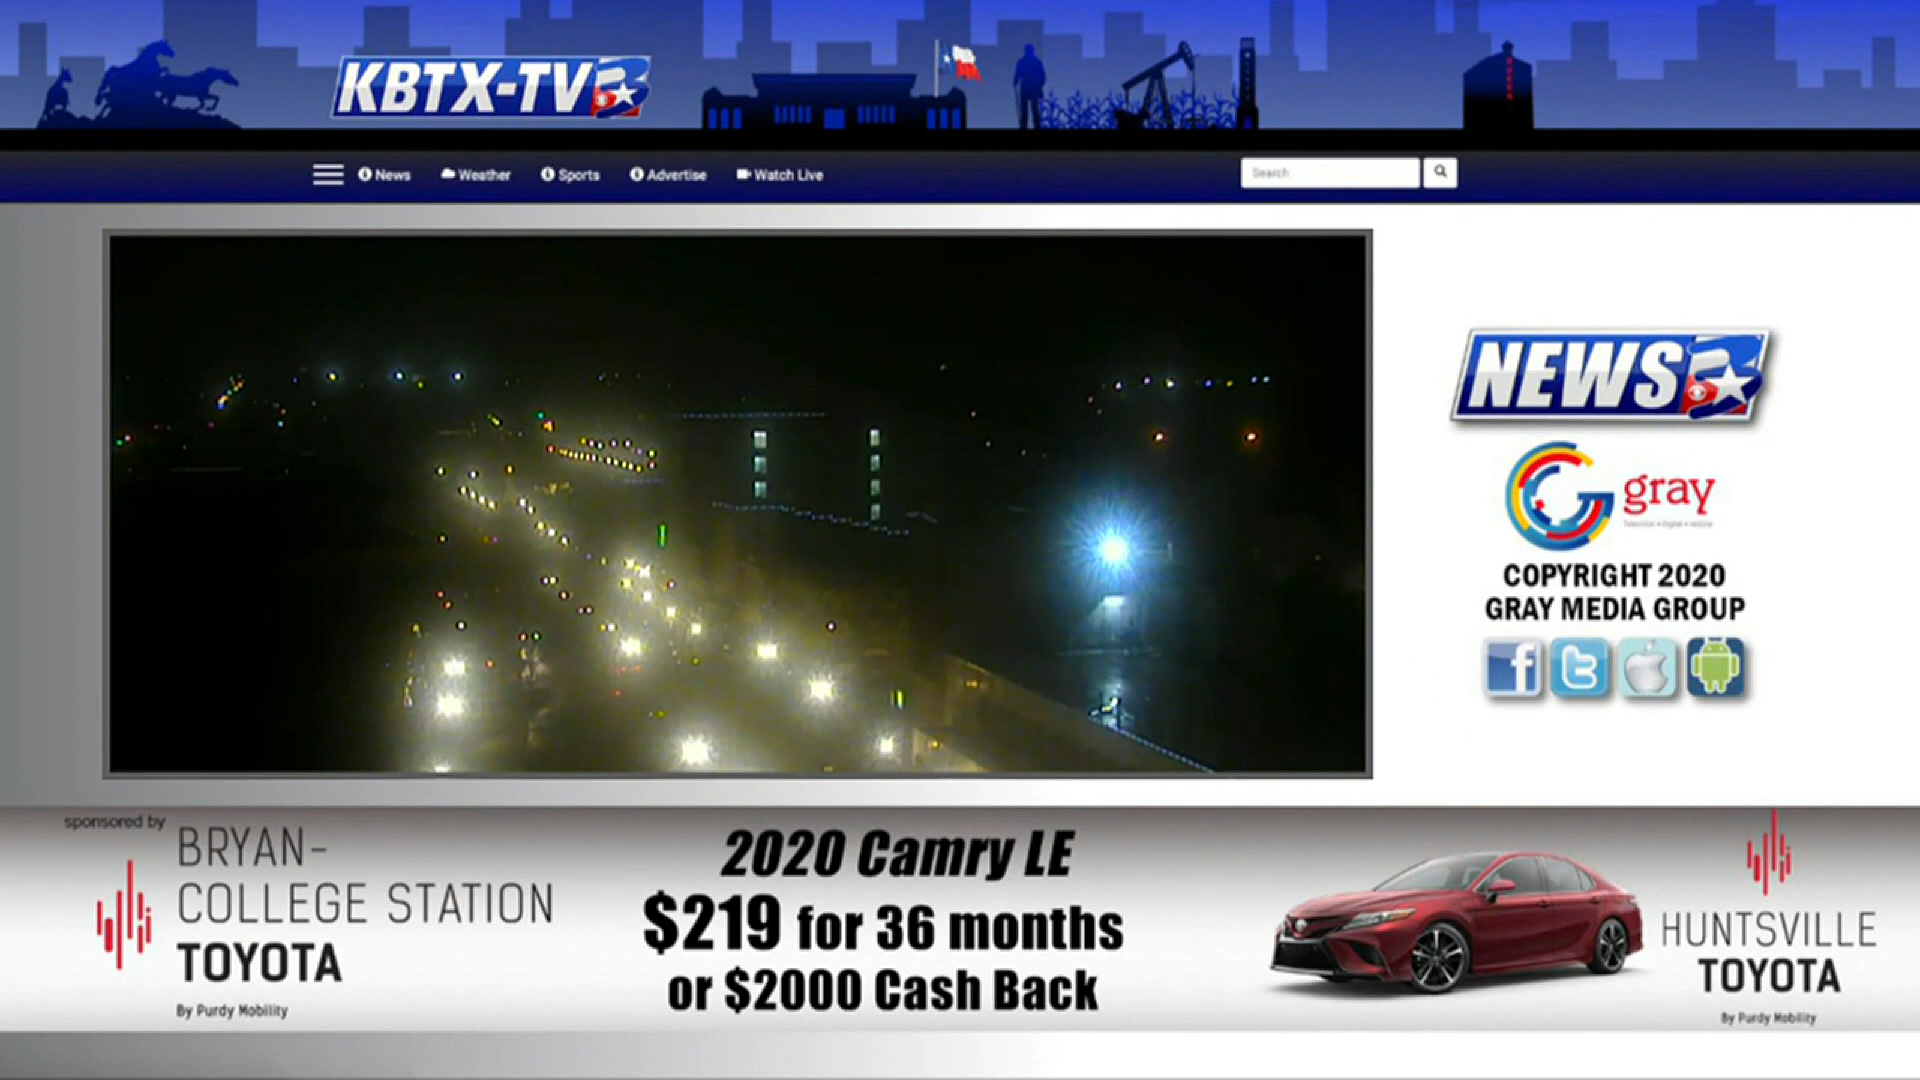 KBTX-TV 3
News
Weather
Sports
Advertise
Watch Live
Search
NEWS 3
gray
COPYRIGHT 2020
GRAY MEDIA GROUP
sponsored by
BRYAN-
COLLEGE STATION
TOYOTA
By Purdy Mobility
2020 Camry LE
$219 for 36 months
or $2000 Cash Back
HUNTSVILLE
TOYOTA
By Purdy Mobility